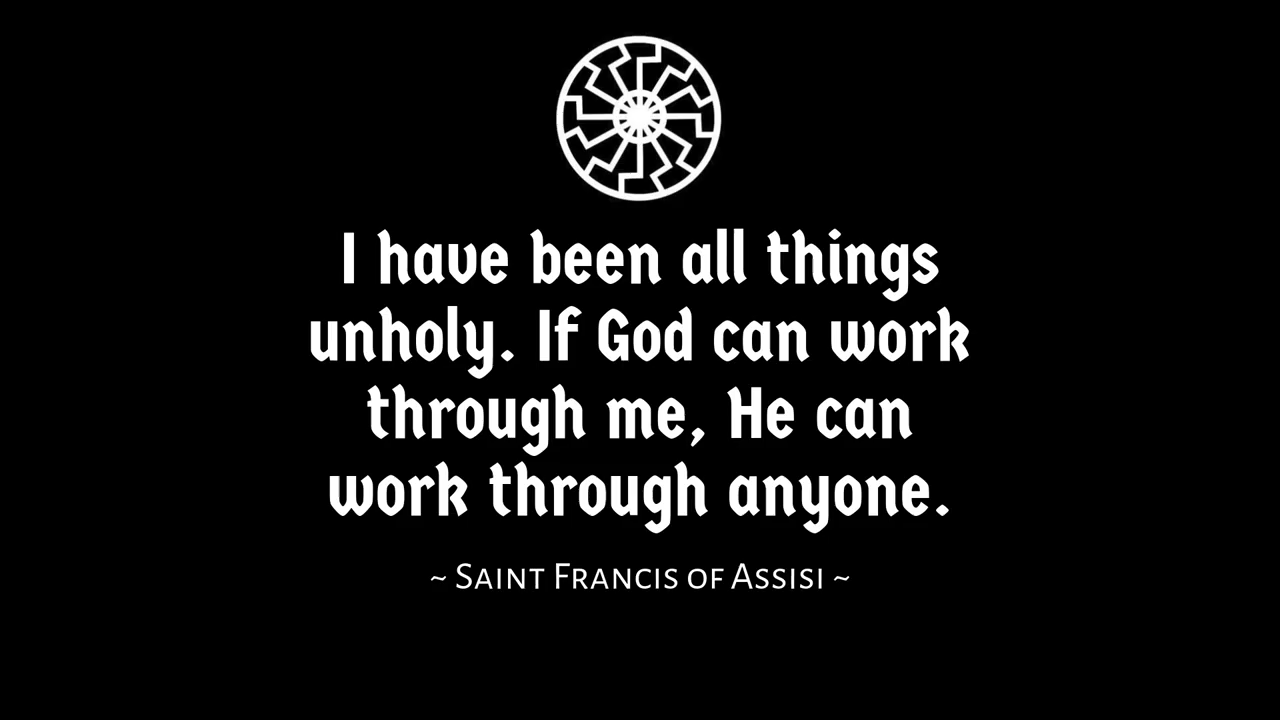 I have been all things
unholy. If God can work
through me, He can
work through anyone.
~ Saint Francis of Assisi ~